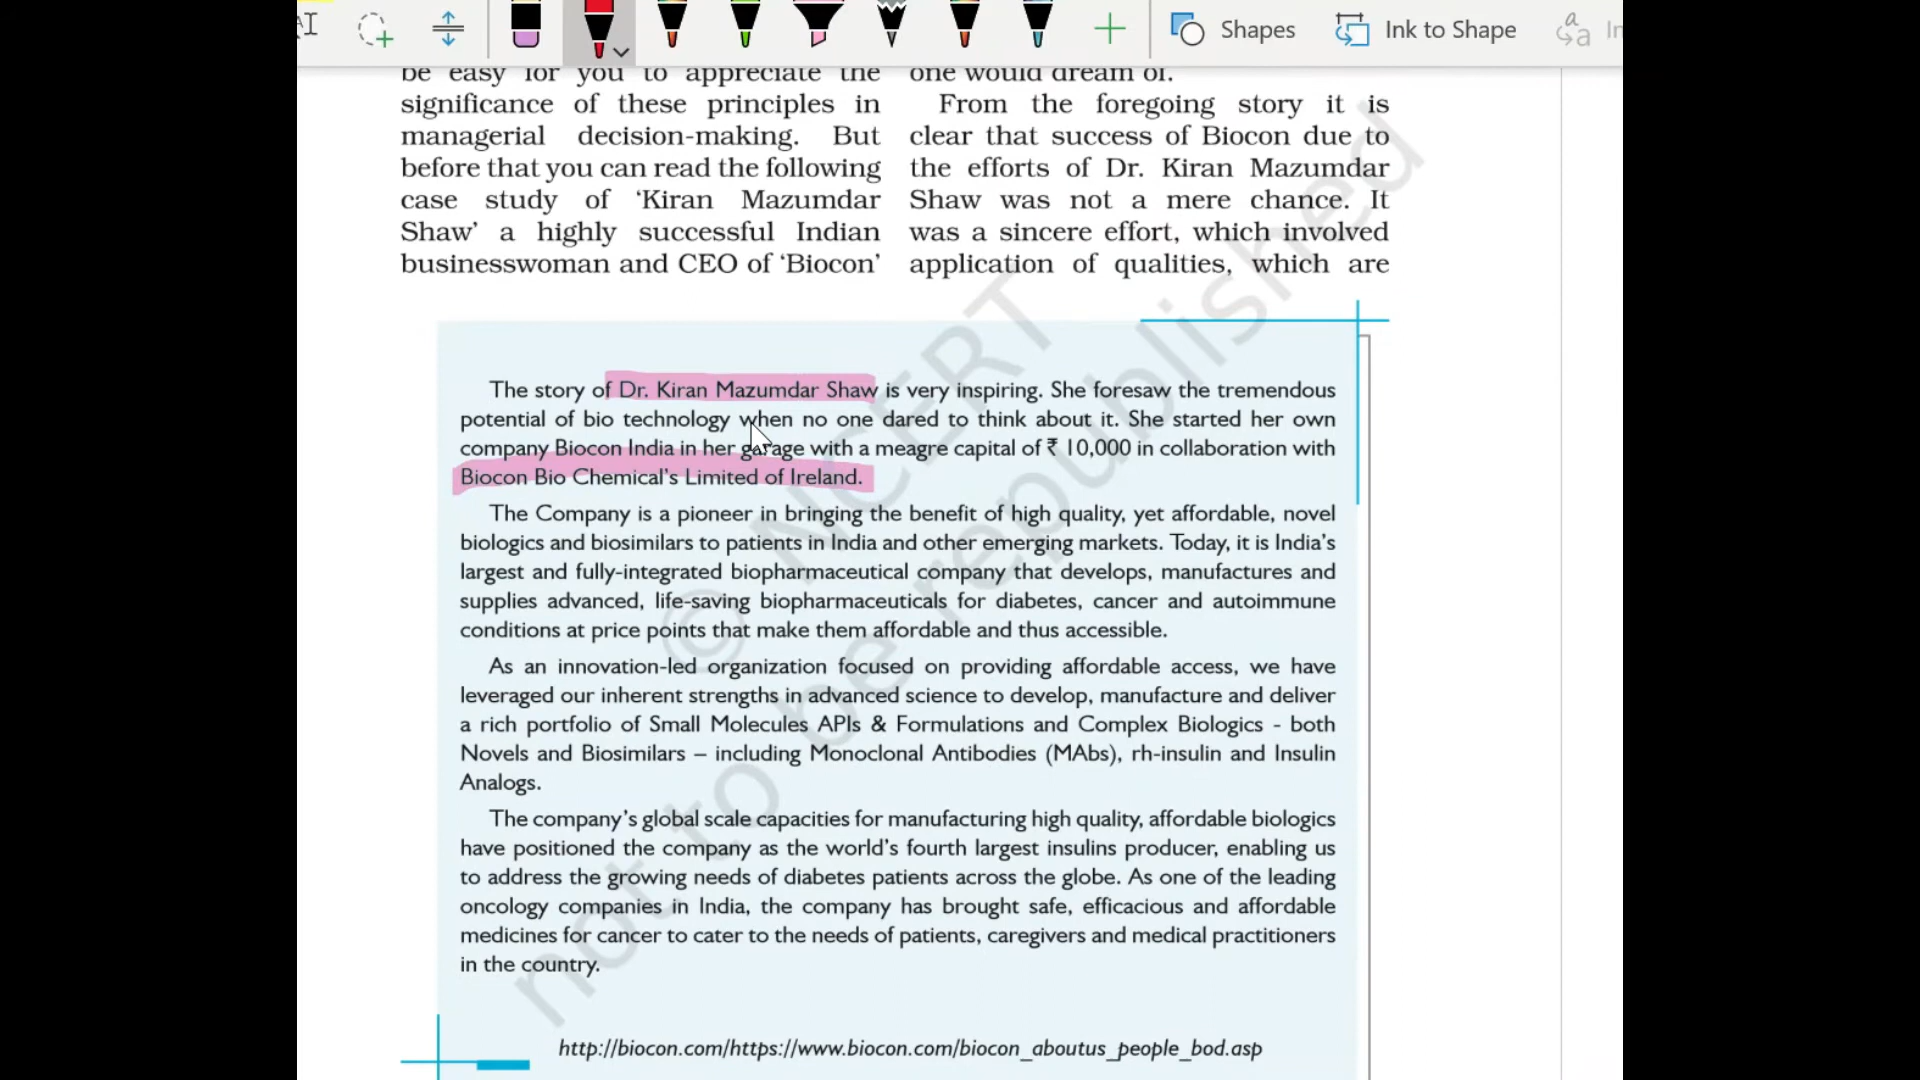 Shapes
Ink to Shape
be easy for you to appreciate the
significance of these principles in
managerial decision-making. But
before that you can read the following
case study of ‘Kiran Mazumdar
Shaw’ a highly successful Indian
businesswoman and CEO of ‘Biocon’
one would dream of.
From the foregoing story it is
clear that success of Biocon due to
the efforts of Dr. Kiran Mazumdar
Shaw was not a mere chance. It
was a sincere effort, which involved
application of qualities, which are
The story of Dr. Kiran Mazumdar Shaw is very inspiring. She foresaw the tremendous
potential of bio technology when no one dared to think about it. She started her own
company Biocon India in her garage with a meagre capital of ₹ 10,000 in collaboration with
Biocon Bio Chemical’s Limited of Ireland.
The Company is a pioneer in bringing the benefit of high quality, yet affordable, novel
biologics and biosimilars to patients in India and other emerging markets. Today, it is India’s
largest and fully-integrated biopharmaceutical company that develops, manufactures and
supplies advanced, life-saving biopharmaceuticals for diabetes, cancer and autoimmune
conditions at price points that make them affordable and thus accessible.
As an innovation-led organization focused on providing affordable access, we have
leveraged our inherent strengths in advanced science to develop, manufacture and deliver
a rich portfolio of Small Molecules APIs & Formulations and Complex Biologics - both
Novels and Biosimilars – including Monoclonal Antibodies (MAbs), rh-insulin and Insulin
Analogs.
The company’s global scale capacities for manufacturing high quality, affordable biologics
have positioned the company as the world’s fourth largest insulins producer, enabling us
to address the growing needs of diabetes patients across the globe. As one of the leading
oncology companies in India, the company has brought safe, efficacious and affordable
medicines for cancer to cater to the needs of patients, caregivers and medical practitioners
in the country.
http://biocon.com/https://www.biocon.com/biocon_aboutus_people_bod.asp
© NCERT
not to be republished